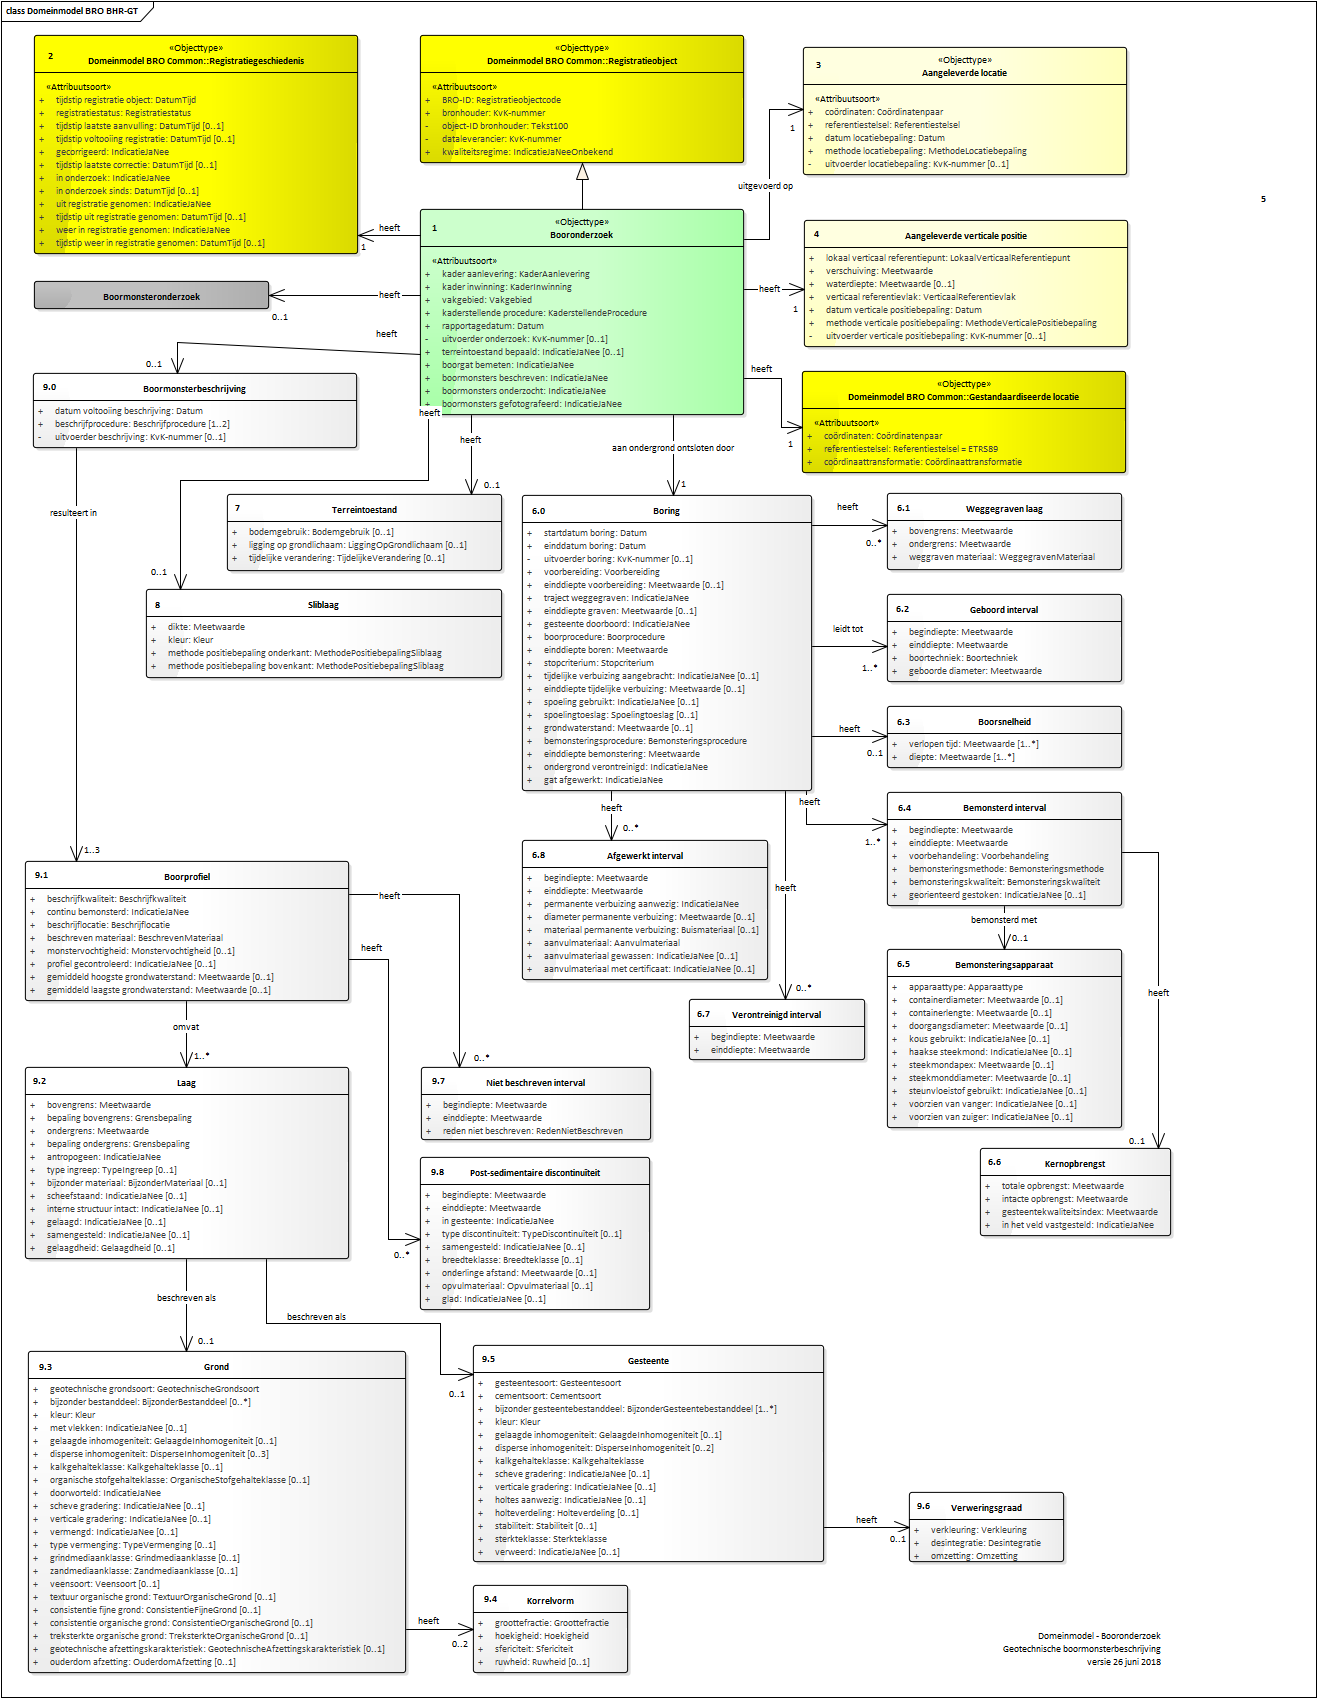 class Domeinmodel BRO BHR-GT
2
«Objecttype»
Domeinmodel BRO Common::Registratiegeschiedenis
«Attribuutsoort»
+ tijdstip registratie object: DatumTijd
+ registratiestatus: Registratiestatus
+ tijdstip laatste aanvulling: DatumTijd [0..1]
+ tijdstip voltooiing registratie: DatumTijd [0..1]
+ gecorrigeerd: IndicatieJaNee
+ tijdstip laatste correctie: DatumTijd [0..1]
+ in onderzoek: IndicatieJaNee
+ in onderzoek sinds: DatumTijd [0..1]
+ uit registratie genomen: IndicatieJaNee
+ tijdstip uit registratie genomen: DatumTijd [0..1]
+ weer in registratie genomen: IndicatieJaNee
+ tijdstip weer in registratie genomen: DatumTijd [0..1]
«Objecttype»
Domeinmodel BRO Common::Registratieobject
«Attribuutsoort»
+ BRO-ID: Registratieobjectcode
+ bronhouder: KvK-nummer
- object-ID bronhouder: Tekst100
- dataleverancier: KvK-nummer
+ kwaliteitsregime: IndicatieJaNeeOnbekend
3
«Objecttype»
Aangeleverde locatie
«Attribuutsoort»
+ coördinaten: Coördinatenpaar
+ referentiestelsel: Referentiestelsel
+ datum locatiebepaling: Datum
+ methode locatiebepaling: MethodeLocatiebepaling
- uitvoerder locatiebepaling: KvK-nummer [0..1]
1
uitgevoerd op
5
1
«Objecttype»
Booronderzoek
«Attribuutsoort»
+ kader aanlevering: KaderAanlevering
+ kader inwinning: KaderInwinning
+ vakgebied: Vakgebied
+ kaderstellende procedure: KaderstellendeProcedure
+ rapportagedatum: Datum
- uitvoerder onderzoek: KvK-nummer [0..1]
+ terreintoestand bepaald: IndicatieJaNee [0..1]
+ boorgat bemeten: IndicatieJaNee
+ boormonsters beschreven: IndicatieJaNee
+ boormonsters onderzocht: IndicatieJaNee
+ boormonsters gefotografeerd: IndicatieJaNee
heeft
1
4
Aangeleverde verticale positie
+ lokaal verticaal referentiepunt: LokaalVerticaalReferentiepunt
+ verschuiving: Meetwaarde
+ waterdiepte: Meetwaarde [0..1]
+ verticaal referentievlak: VerticaalReferentievlak
+ datum verticale positiebepaling: Datum
+ methode verticale positiebepaling: MethodeVerticalePositiebepaling
- uitvoerder verticale positiebepaling: KvK-nummer [0..1]
heeft
1
Boormonsteronderzoek
heeft
0..1
heeft
0..1
heeft
1
«Objecttype»
Domeinmodel BRO Common::Gestandaardiseerde locatie
«Attribuutsoort»
+ coördinaten: Coördinatenpaar
+ referentiestelsel: Referentiestelsel = ETRS89
+ coördinaattransformatie: Coördinaattransformatie
9.0
Boormonsterbeschrijving
+ datum voltooiing beschrijving: Datum
+ beschrijfprocedure: Beschrijfprocedure [1..2]
- uitvoerder beschrijving: KvK-nummer [0..1]
heeft
heeft
0..1
aan ondergrond ontsloten door
1
resulteert in
7
Terreintoestand
+ bodemgebruik: Bodemgebruik [0..1]
+ ligging op grondlichaam: LiggingOpGrondlichaam [0..1]
+ tijdelijke verandering: TijdelijkeVerandering [0..1]
0..1
8
Sliblaag
+ dikte: Meetwaarde
+ kleur: Kleur
+ methode positiebepaling onderkant: MethodePositiebepalingSliblaag
+ methode positiebepaling bovenkant: MethodePositiebepalingSliblaag
6.0
Boring
+ startdatum boring: Datum
+ einddatum boring: Datum
- uitvoerder boring: KvK-nummer [0..1]
+ voorbereiding: Voorbereiding
+ einddiepte voorbereiding: Meetwaarde [0..1]
+ traject weggegraven: IndicatieJaNee
+ einddiepte graven: Meetwaarde [0..1]
+ gesteente doorboord: IndicatieJaNee
+ boorprocedure: Boorprocedure
+ einddiepte boren: Meetwaarde
+ stopcriterium: Stopcriterium
+ tijdelijke verbuizing aangebracht: IndicatieJaNee [0..1]
+ einddiepte tijdelijke verbuizing: Meetwaarde [0..1]
+ spoeling gebruikt: IndicatieJaNee [0..1]
+ spoelingtoeslag: Spoelingtoeslag [0..1]
+ grondwaterstand: Meetwaarde [0..1]
+ bemonsteringsprocedure: Bemonsteringsprocedure
+ einddiepte bemonstering: Meetwaarde
+ ondergrond verontreinigd: IndicatieJaNee
+ gat afgewerkt: IndicatieJaNee
heeft
0..*
6.1
Weggegraven laag
+ bovengrens: Meetwaarde
+ ondergrens: Meetwaarde
+ weggraven materiaal: WeggegravenMateriaal
leidt tot
1..*
6.2
Geboord interval
+ begindiepte: Meetwaarde
+ einddiepte: Meetwaarde
+ boortechniek: Boortechniek
+ geboorde diameter: Meetwaarde
heeft
0..1
6.3
Boorsnelheid
+ verlopen tijd: Meetwaarde [1..*]
+ diepte: Meetwaarde [1..*]
heeft
1..*
6.4
Bemonsterd interval
+ begindiepte: Meetwaarde
+ einddiepte: Meetwaarde
+ voorbehandeling: Voorbehandeling
+ bemonsteringsmethode: Bemonsteringsmethode
+ bemonsteringskwaliteit: Bemonsteringskwaliteit
+ georienteerd gestoken: IndicatieJaNee [0..1]
heeft
0..*
6.8
Afgewerkt interval
+ begindiepte: Meetwaarde
+ einddiepte: Meetwaarde
+ permanente verbuizing aanwezig: IndicatieJaNee
+ diameter permanente verbuizing: Meetwaarde [0..1]
+ materiaal permanente verbuizing: Buismateriaal [0..1]
+ aanvulmateriaal: Aanvulmateriaal
+ aanvulmateriaal gewassen: IndicatieJaNee [0..1]
+ aanvulmateriaal met certificaat: IndicatieJaNee [0..1]
heeft
0..*
6.7
Verontreinigd interval
+ begindiepte: Meetwaarde
+ einddiepte: Meetwaarde
bemonsterd met
0..1
6.5
Bemonsteringsapparaat
+ apparaattype: Apparaattype
+ containerdiameter: Meetwaarde [0..1]
+ containerlengte: Meetwaarde [0..1]
+ doorgangsdiameter: Meetwaarde [0..1]
+ kous gebruikt: IndicatieJaNee [0..1]
+ haakse steekmond: IndicatieJaNee [0..1]
+ steekmondapex: Meetwaarde [0..1]
+ steekmonddiameter: Meetwaarde [0..1]
+ steunvloeistof gebruikt: IndicatieJaNee [0..1]
+ voorzien van vanger: IndicatieJaNee [0..1]
+ voorzien van zuiger: IndicatieJaNee [0..1]
heeft
0..1
6.6
Kernopbrengst
+ totale opbrengst: Meetwaarde
+ intacte opbrengst: Meetwaarde
+ gesteentekwaliteitsindex: Meetwaarde
+ in het veld vastgesteld: IndicatieJaNee
1..3
9.1
Boorprofiel
+ beschrijfkwaliteit: Beschrijfkwaliteit
+ continu bemonsterd: IndicatieJaNee
+ beschrijflocatie: Beschrijflocatie
+ beschreven materiaal: BeschrevenMateriaal
+ monstervochtigheid: Monstervochtigheid [0..1]
+ profiel gecontroleerd: IndicatieJaNee [0..1]
+ gemiddeld hoogste grondwaterstand: Meetwaarde [0..1]
+ gemiddeld laagste grondwaterstand: Meetwaarde [0..1]
heeft
heeft
omvat
1..*
0..*
9.2
Laag
+ bovengrens: Meetwaarde
+ bepaling bovengrens: Grensbepaling
+ ondergrens: Meetwaarde
+ bepaling ondergrens: Grensbepaling
+ antropogeen: IndicatieJaNee
+ type ingreep: TypeIngreep [0..1]
+ bijzonder materiaal: BijzonderMateriaal [0..1]
+ scheefstaand: IndicatieJaNee [0..1]
+ interne structuur intact: IndicatieJaNee [0..1]
+ gelaagd: IndicatieJaNee [0..1]
+ samengesteld: IndicatieJaNee [0..1]
+ gelaagdheid: Gelaagdheid [0..1]
9.7
Niet beschreven interval
+ begindiepte: Meetwaarde
+ einddiepte: Meetwaarde
+ reden niet beschreven: RedenNietBeschreven
9.8
Post-sedimentaire discontinuiteit
+ begindiepte: Meetwaarde
+ einddiepte: Meetwaarde
+ in gesteente: IndicatieJaNee
+ type discontinuiteit: TypeDiscontinuiteit [0..1]
+ samengesteld: IndicatieJaNee [0..1]
+ breedteklasse: Breedteklasse [0..1]
+ onderlinge afstand: Meetwaarde [0..1]
+ opvulmateriaal: Opvulmateriaal [0..1]
+ glad: IndicatieJaNee [0..1]
0..*
beschreven als
0..1
beschreven als
0..1
9.3
Grond
+ geotechnische grondsoort: GeotechnischeGrondsoort
+ bijzonder bestanddeel: BijzonderBestanddeel [0..*]
+ kleur: Kleur
+ met vlekken: IndicatieJaNee [0..1]
+ gelaagde inhomogeniteit: GelaagdeInhomogeniteit [0..1]
+ disperse inhomogeniteit: DisperseInhomogeniteit [0..3]
+ kalkgehalteklasse: Kalkgehalteklasse [0..1]
+ organische stofgehalteklasse: OrganischeStofgehalteklasse [0..1]
+ doorworteld: IndicatieJaNee
+ scheve gradering: IndicatieJaNee [0..1]
+ verticale gradering: IndicatieJaNee [0..1]
+ vermengd: IndicatieJaNee [0..1]
+ type vermenging: TypeVermenging [0..1]
+ grindmediaanklasse: Grindmediaanklasse [0..1]
+ zandmediaanklasse: Zandmediaanklasse [0..1]
+ veensoort: Veensoort [0..1]
+ textuur organische grond: TextuurOrganischeGrond [0..1]
+ consistentie fijne grond: ConsistentieFijneGrond [0..1]
+ consistentie organische grond: ConsistentieOrganischeGrond [0..1]
+ treksterkte organische grond: TreksterkteOrganischeGrond [0..1]
+ geotechnische afzettingskarakteristiek: GeotechnischeAfzettingskarakteristiek [0..1]
+ ouderdom afzetting: OuderdomAfzetting [0..1]
9.5
Gesteente
+ gesteentesoort: Gesteentesoort
+ cementsoort: Cementsoort
+ bijzonder gesteentebestanddeel: BijzonderGesteentebestanddeel [1..*]
+ kleur: Kleur
+ gelaagde inhomogeniteit: GelaagdeInhomogeniteit [0..1]
+ disperse inhomogeniteit: DisperseInhomogeniteit [0..2]
+ kalkgehalteklasse: Kalkgehalteklasse
+ scheve gradering: IndicatieJaNee [0..1]
+ verticale gradering: IndicatieJaNee [0..1]
+ holtes aanwezig: IndicatieJaNee [0..1]
+ holteverdeling: Holteverdeling [0..1]
+ stabiliteit: Stabiliteit [0..1]
+ sterkteklasse: Sterkteklasse
+ verweerd: IndicatieJaNee [0..1]
heeft
0..1
9.6
Verweringsgraad
+ verkleuring: Verkleuring
+ desintegratie: Desintegratie
+ omzetting: Omzetting
heeft
0..2
9.4
Korrelvorm
+ groottefractie: Groottefractie
+ hoekigheid: Hoekigheid
+ sfericiteit: Sfericiteit
+ ruwheid: Ruwheid [0..1]
Domeinmodel - Booronderzoek
Geotechnische boormonsterbeschrijving
versie 26 juni 2018